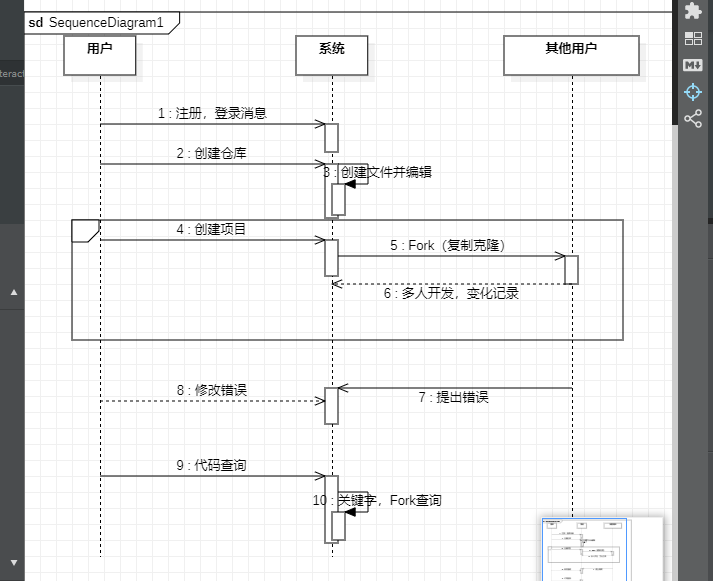 sd SequenceDiagram1
用户
系统
其他用户
teract
1 : 注册，登录消息
2 : 创建仓库
3 : 创建文件并编辑
4 : 创建项目
5 : Fork（复制克隆）
6 : 多人开发，变化记录
8 : 修改错误
7 : 提出错误
9 : 代码查询
10 : 关键字，Fork查询
M